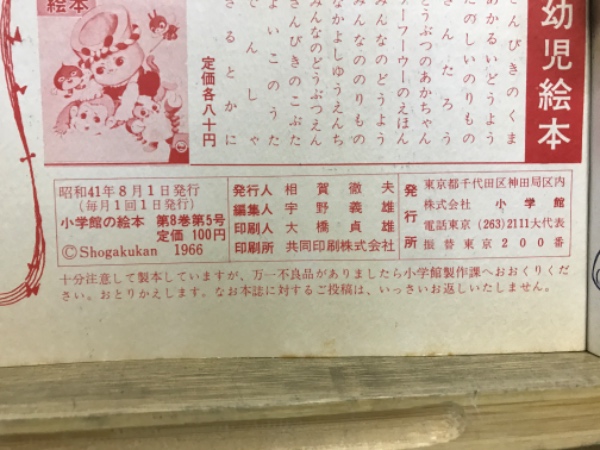 幼児絵本
さんびきのくま
あかるいどうよう
たのしいのりもの
さんたろう
どうぶつのあかちゃん
ブーフーウーのえほん
みんなのどうよう
みんなののりもの
なかよしゆうえんち
みんなのどうぶつえん
さんびきのこぶた
よいこのうた
でんしゃ
さるとかに
絵本
定価各八十円
昭和41年8月1日発行
(毎月1回1日発行)
小学館の絵本 第8巻第5号
定価 100円
©Shogakukan 1966
発行人 相賀徹夫
編集人 宇野義雄
印刷人 大橋貞雄
印刷所 共同印刷株式会社
発行所
東京都千代田区神田局区内
株式会社 小学館
電話東京(263)2111大代表
振替東京200番
十分注意して製本していますが、万一不良品がありましたら小学館製作課へおおくりくだ
さい。おとりかえします。なお本誌に対するご投稿は、いっさいお返しいたしません。